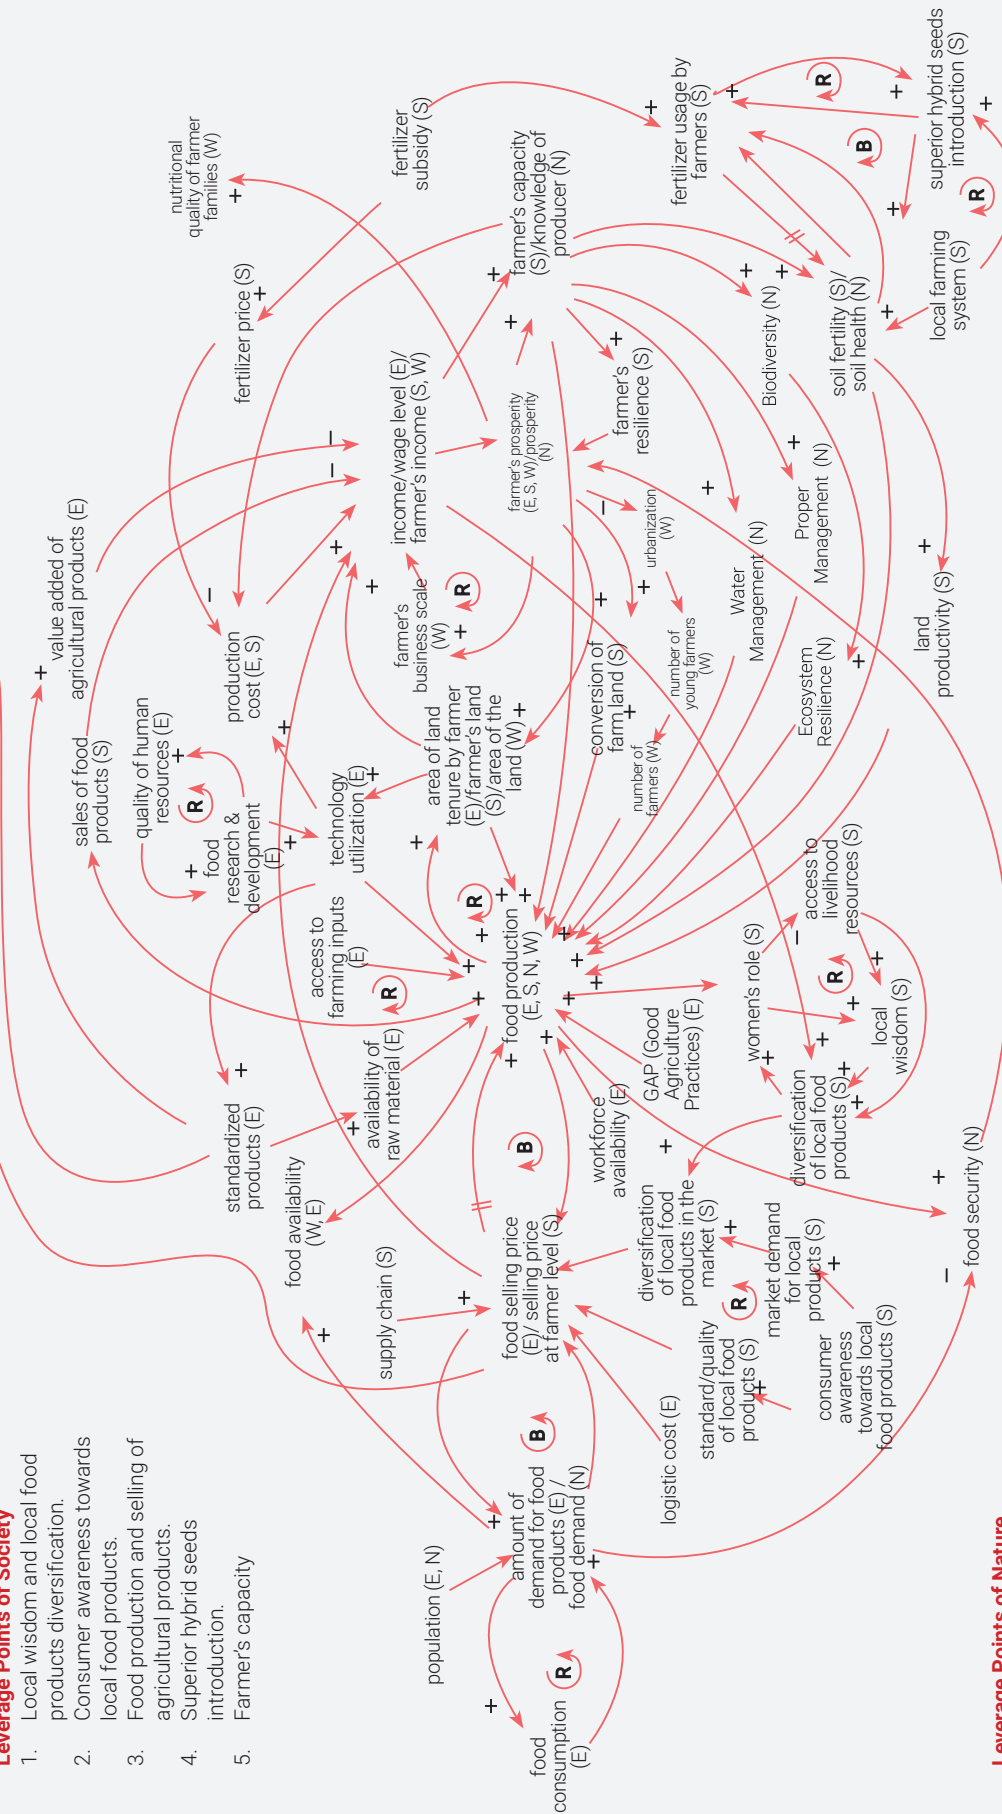 Leverage Points of Society
1. Local wisdom and local food
products diversification.
2. Consumer awareness towards
local food products.
3. Food production and selling of
agricultural products.
4. Superior hybrid seeds
introduction.
5. Farmer's capacity
value added of
agricultural products (E)
sales of food
products (S)
quality of human
resources (E)
food
research &
development
(E)
nutritional
quality of farmer
families (W)
fertilizer price (S)
production
cost (E, S)
standardized
products (E)
food availability
(W, E)
access to
farming inputs
(E)
technology
utilization (E)
availability of
raw material (E)
supply chain (S)
fertilizer
subsidy (S)
income/wage level (E)/
farmer's income (S, W)
farmer's
business scale
(W)
area of land
tenure by farmer
(E)/farmer's land
(S)/area of the
land (W)
population (E, N)
farmer's capacity
(S)/knowledge of
producer (N)
farmer's prosperity
(E, S, W)/prosperity
(N)
food production
(E, S, N, W)
food selling price
(E)/ selling price
at farmer level (S)
amount of
demand for food
products (E) /
food demand (N)
food
consumption
(E)
farmer's
resilience (S)
conversion of
farm land (S)
workforce
availability (E)
urbanization
(W)
number of
young farmers
(W)
number of
farmers (W)
GAP (Good
Agriculture
Practices) (E)
diversification
of local food
products in the
market (S)
logistic cost (E)
fertilizer usage by
farmers (S)
Biodiversity (N)
Water
Management (N)
Proper
Management (N)
Ecosystem
Resilience (N)
women's role (S)
access to
livelihood
resources (S)
local
wisdom (S)
diversification
of local food
products (S)
market demand
for local
products (S)
standard/quality
of local food
products (S)
consumer
awareness
towards local
food products (S)
superior hybrid seeds
introduction (S)
local farming
system (S)
soil fertility (S)/
soil health (N)
land
productivity (S)
food security (N)
R
R
R
R
R
R
R
R
R
B
B
B
Leverage Points of Nature